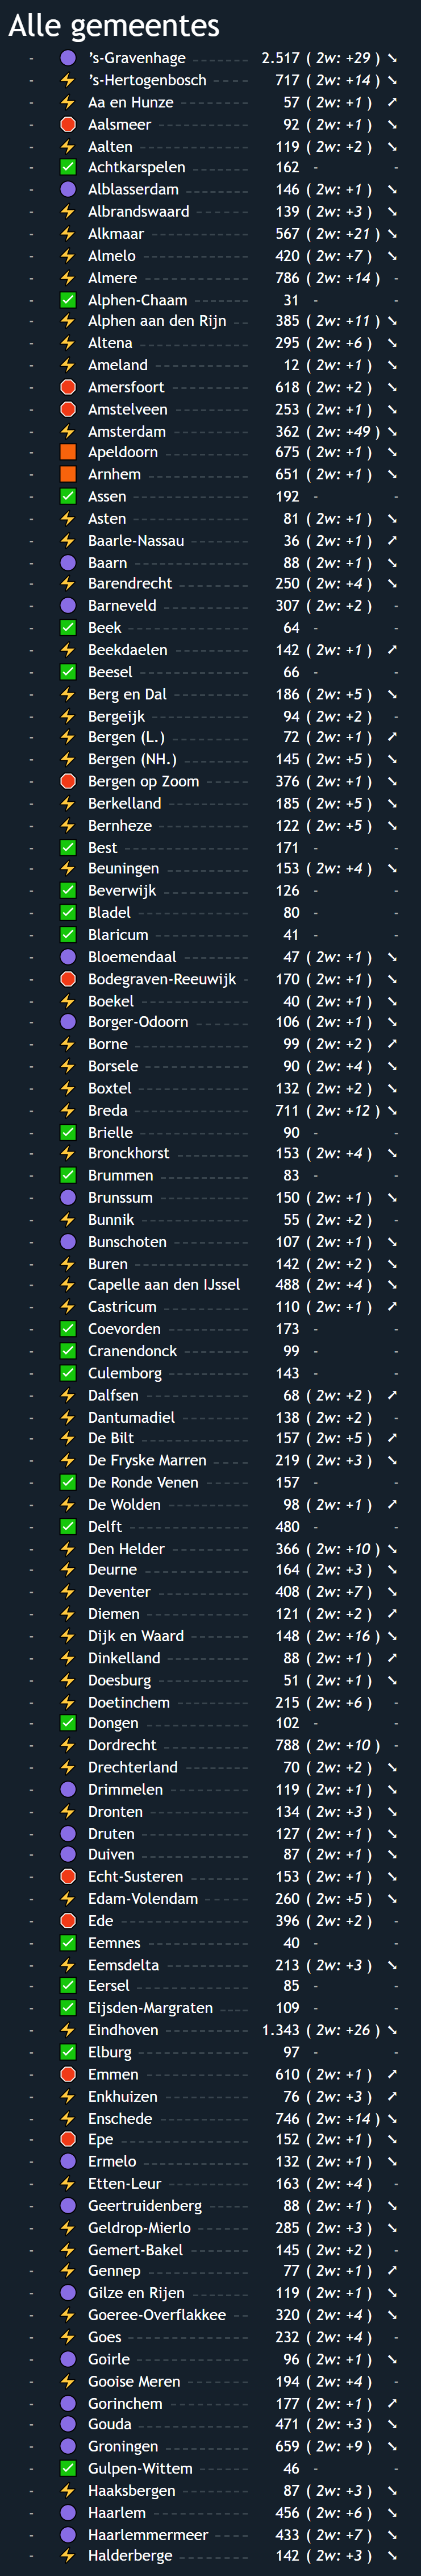 Alle gemeentes
- ’s-Gravenhage 2.517 ( 2w: +29 ) ➘
- ’s-Hertogenbosch 717 ( 2w: +14 ) ➘
- Aa en Hunze 57 ( 2w: +1 ) ➚
- Aalsmeer 92 ( 2w: +1 ) ➘
- Aalten 119 ( 2w: +2 ) ➘
- Achtkarspelen 162 - -
- Alblasserdam 146 ( 2w: +1 ) ➘
- Albrandswaard 139 ( 2w: +3 ) ➘
- Alkmaar 567 ( 2w: +21 ) ➘
- Almelo 420 ( 2w: +7 ) ➘
- Almere 786 ( 2w: +14 ) -
- Alphen-Chaam 31 - -
- Alphen aan den Rijn 385 ( 2w: +11 ) ➘
- Altena 295 ( 2w: +6 ) ➘
- Ameland 12 ( 2w: +1 ) ➘
- Amersfoort 618 ( 2w: +2 ) ➘
- Amstelveen 253 ( 2w: +1 ) ➘
- Amsterdam 362 ( 2w: +49 ) ➘
- Apeldoorn 675 ( 2w: +1 ) ➘
- Arnhem 651 ( 2w: +1 ) ➘
- Assen 192 - -
- Asten 81 ( 2w: +1 ) ➘
- Baarle-Nassau 36 ( 2w: +1 ) ➚
- Baarn 88 ( 2w: +1 ) ➘
- Barendrecht 250 ( 2w: +4 ) ➘
- Barneveld 307 ( 2w: +2 ) -
- Beek 64 - -
- Beekdaelen 142 ( 2w: +1 ) ➚
- Beesel 66 - -
- Berg en Dal 186 ( 2w: +5 ) ➘
- Bergeijk 94 ( 2w: +2 ) -
- Bergen (L.) 72 ( 2w: +1 ) ➚
- Bergen (NH.) 145 ( 2w: +5 ) ➘
- Bergen op Zoom 376 ( 2w: +1 ) ➘
- Berkelland 185 ( 2w: +5 ) ➘
- Bernheze 122 ( 2w: +5 ) ➘
- Best 171 - -
- Beuningen 153 ( 2w: +4 ) ➘
- Beverwijk 126 - -
- Bladel 80 - -
- Blaricum 41 - -
- Bloemendaal 47 ( 2w: +1 ) ➘
- Bodegraven-Reeuwijk 170 ( 2w: +1 ) ➘
- Boekel 40 ( 2w: +1 ) ➘
- Borger-Odoorn 106 ( 2w: +1 ) ➘
- Borne 99 ( 2w: +2 ) ➚
- Borsele 90 ( 2w: +4 ) ➘
- Boxtel 132 ( 2w: +2 ) ➘
- Breda 711 ( 2w: +12 ) ➘
- Brielle 90 - -
- Bronckhorst 153 ( 2w: +4 ) ➘
- Brummen 83 - -
- Brunssum 150 ( 2w: +1 ) ➘
- Bunnik 55 ( 2w: +2 ) -
- Bunschoten 107 ( 2w: +1 ) ➘
- Buren 142 ( 2w: +2 ) ➘
- Capelle aan den IJssel 488 ( 2w: +4 ) ➘
- Castricum 110 ( 2w: +1 ) ➚
- Coevorden 173 - -
- Cranendonck 99 - -
- Culemborg 143 - -
- Dalfsen 68 ( 2w: +2 ) ➚
- Dantumadiel 138 ( 2w: +2 ) -
- De Bilt 157 ( 2w: +5 ) ➚
- De Fryske Marren 219 ( 2w: +3 ) ➘
- De Ronde Venen 157 - -
- De Wolden 98 ( 2w: +1 ) ➚
- Delft 480 - -
- Den Helder 366 ( 2w: +10 ) ➘
- Deurne 164 ( 2w: +3 ) ➘
- Deventer 408 ( 2w: +7 ) ➘
- Diemen 121 ( 2w: +2 ) ➚
- Dijk en Waard 148 ( 2w: +16 ) ➘
- Dinkelland 88 ( 2w: +1 ) ➚
- Doesburg 51 ( 2w: +1 ) ➘
- Doetinchem 215 ( 2w: +6 ) -
- Dongen 102 - -
- Dordrecht 788 ( 2w: +10 ) -
- Drechterland 70 ( 2w: +2 ) ➘
- Drimmelen 119 ( 2w: +1 ) ➘
- Dronten 134 ( 2w: +3 ) ➘
- Druten 127 ( 2w: +1 ) ➘
- Duiven 87 ( 2w: +1 ) ➘
- Echt-Susteren 153 ( 2w: +1 ) ➘
- Edam-Volendam 260 ( 2w: +5 ) ➘
- Ede 396 ( 2w: +2 ) -
- Eemnes 40 - -
- Eemsdelta 213 ( 2w: +3 ) ➘
- Eersel 85 - -
- Eijsden-Margraten 109 - -
- Eindhoven 1.343 ( 2w: +26 ) ➘
- Elburg 97 - -
- Emmen 610 ( 2w: +1 ) ➚
- Enkhuizen 76 ( 2w: +3 ) ➚
- Enschede 746 ( 2w: +14 ) ➘
- Epe 152 ( 2w: +1 ) ➘
- Ermelo 132 ( 2w: +1 ) ➘
- Etten-Leur 163 ( 2w: +4 ) -
- Geertruidenberg 88 ( 2w: +1 ) ➘
- Geldrop-Mierlo 285 ( 2w: +3 ) ➘
- Gemert-Bakel 145 ( 2w: +2 ) -
- Gennep 77 ( 2w: +1 ) ➚
- Gilze en Rijen 119 ( 2w: +1 ) ➘
- Goeree-Overflakkee 320 ( 2w: +4 ) ➘
- Goes 232 ( 2w: +4 ) -
- Goirle 96 ( 2w: +1 ) ➘
- Gooise Meren 194 ( 2w: +4 ) -
- Gorinchem 177 ( 2w: +1 ) ➚
- Gouda 471 ( 2w: +3 ) ➘
- Groningen 659 ( 2w: +9 ) ➘
- Gulpen-Wittem 46 - -
- Haaksbergen 87 ( 2w: +3 ) ➘
- Haarlem 456 ( 2w: +6 ) ➘
- Haarlemmermeer 433 ( 2w: +7 ) ➘
- Halderberge 142 ( 2w: +3 ) ➘